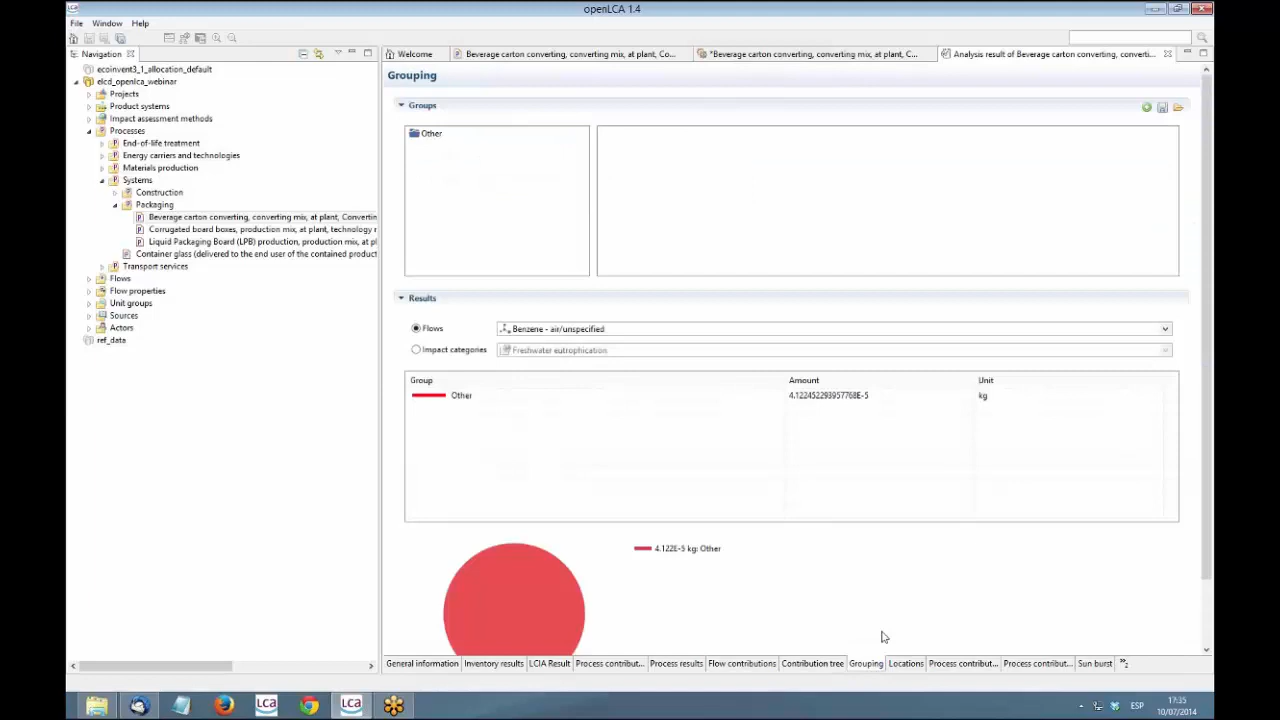 openLCA 1.4
File Window Help
Navigation
Welcome
Beverage carton converting, converting mix, at plant, Co...
*Beverage carton converting, converting mix, at plant, C...
Analysis result of Beverage carton converting, converti...
ecoinvent3_1_allocation_default
elcd_openlca_webinar
Projects
Product systems
Impact assessment methods
Processes
End-of-life treatment
Energy carriers and technologies
Materials production
Systems
Construction
Packaging
Beverage carton converting, converting mix, at plant, Converting
Corrugated board boxes, production mix, at plant, technology r
Liquid Packaging Board (LPB) production, production mix, at pl
Container glass (delivered to the end user of the contained product
Transport services
Flows
Flow properties
Unit groups
Sources
Actors
ref_data
Grouping
Groups
Other
Results
Flows
Benzene - air/unspecified
Impact categories
Freshwater eutrophication
Group Amount Unit
Other 4.122452293957768E-5 kg
4.122E-5 kg: Other
General information
Inventory results
LCIA Result
Process contribut...
Process results
Flow contributions
Contribution tree
Grouping
Locations
Process contribut...
Process contribut...
Sun burst
»2
LCA
LCA
ESP
17:35
10/07/2014